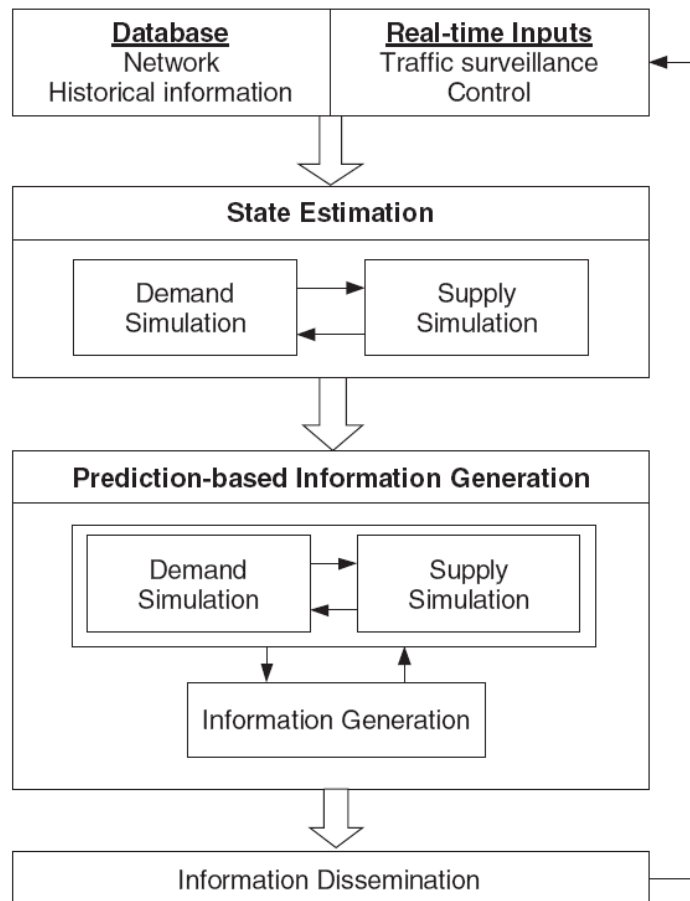 Database
Network
Historical information
Real-time Inputs
Traffic surveillance
Control
State Estimation
Demand
Simulation
Supply
Simulation
Prediction-based Information Generation
Demand
Simulation
Supply
Simulation
Information Generation
Information Dissemination